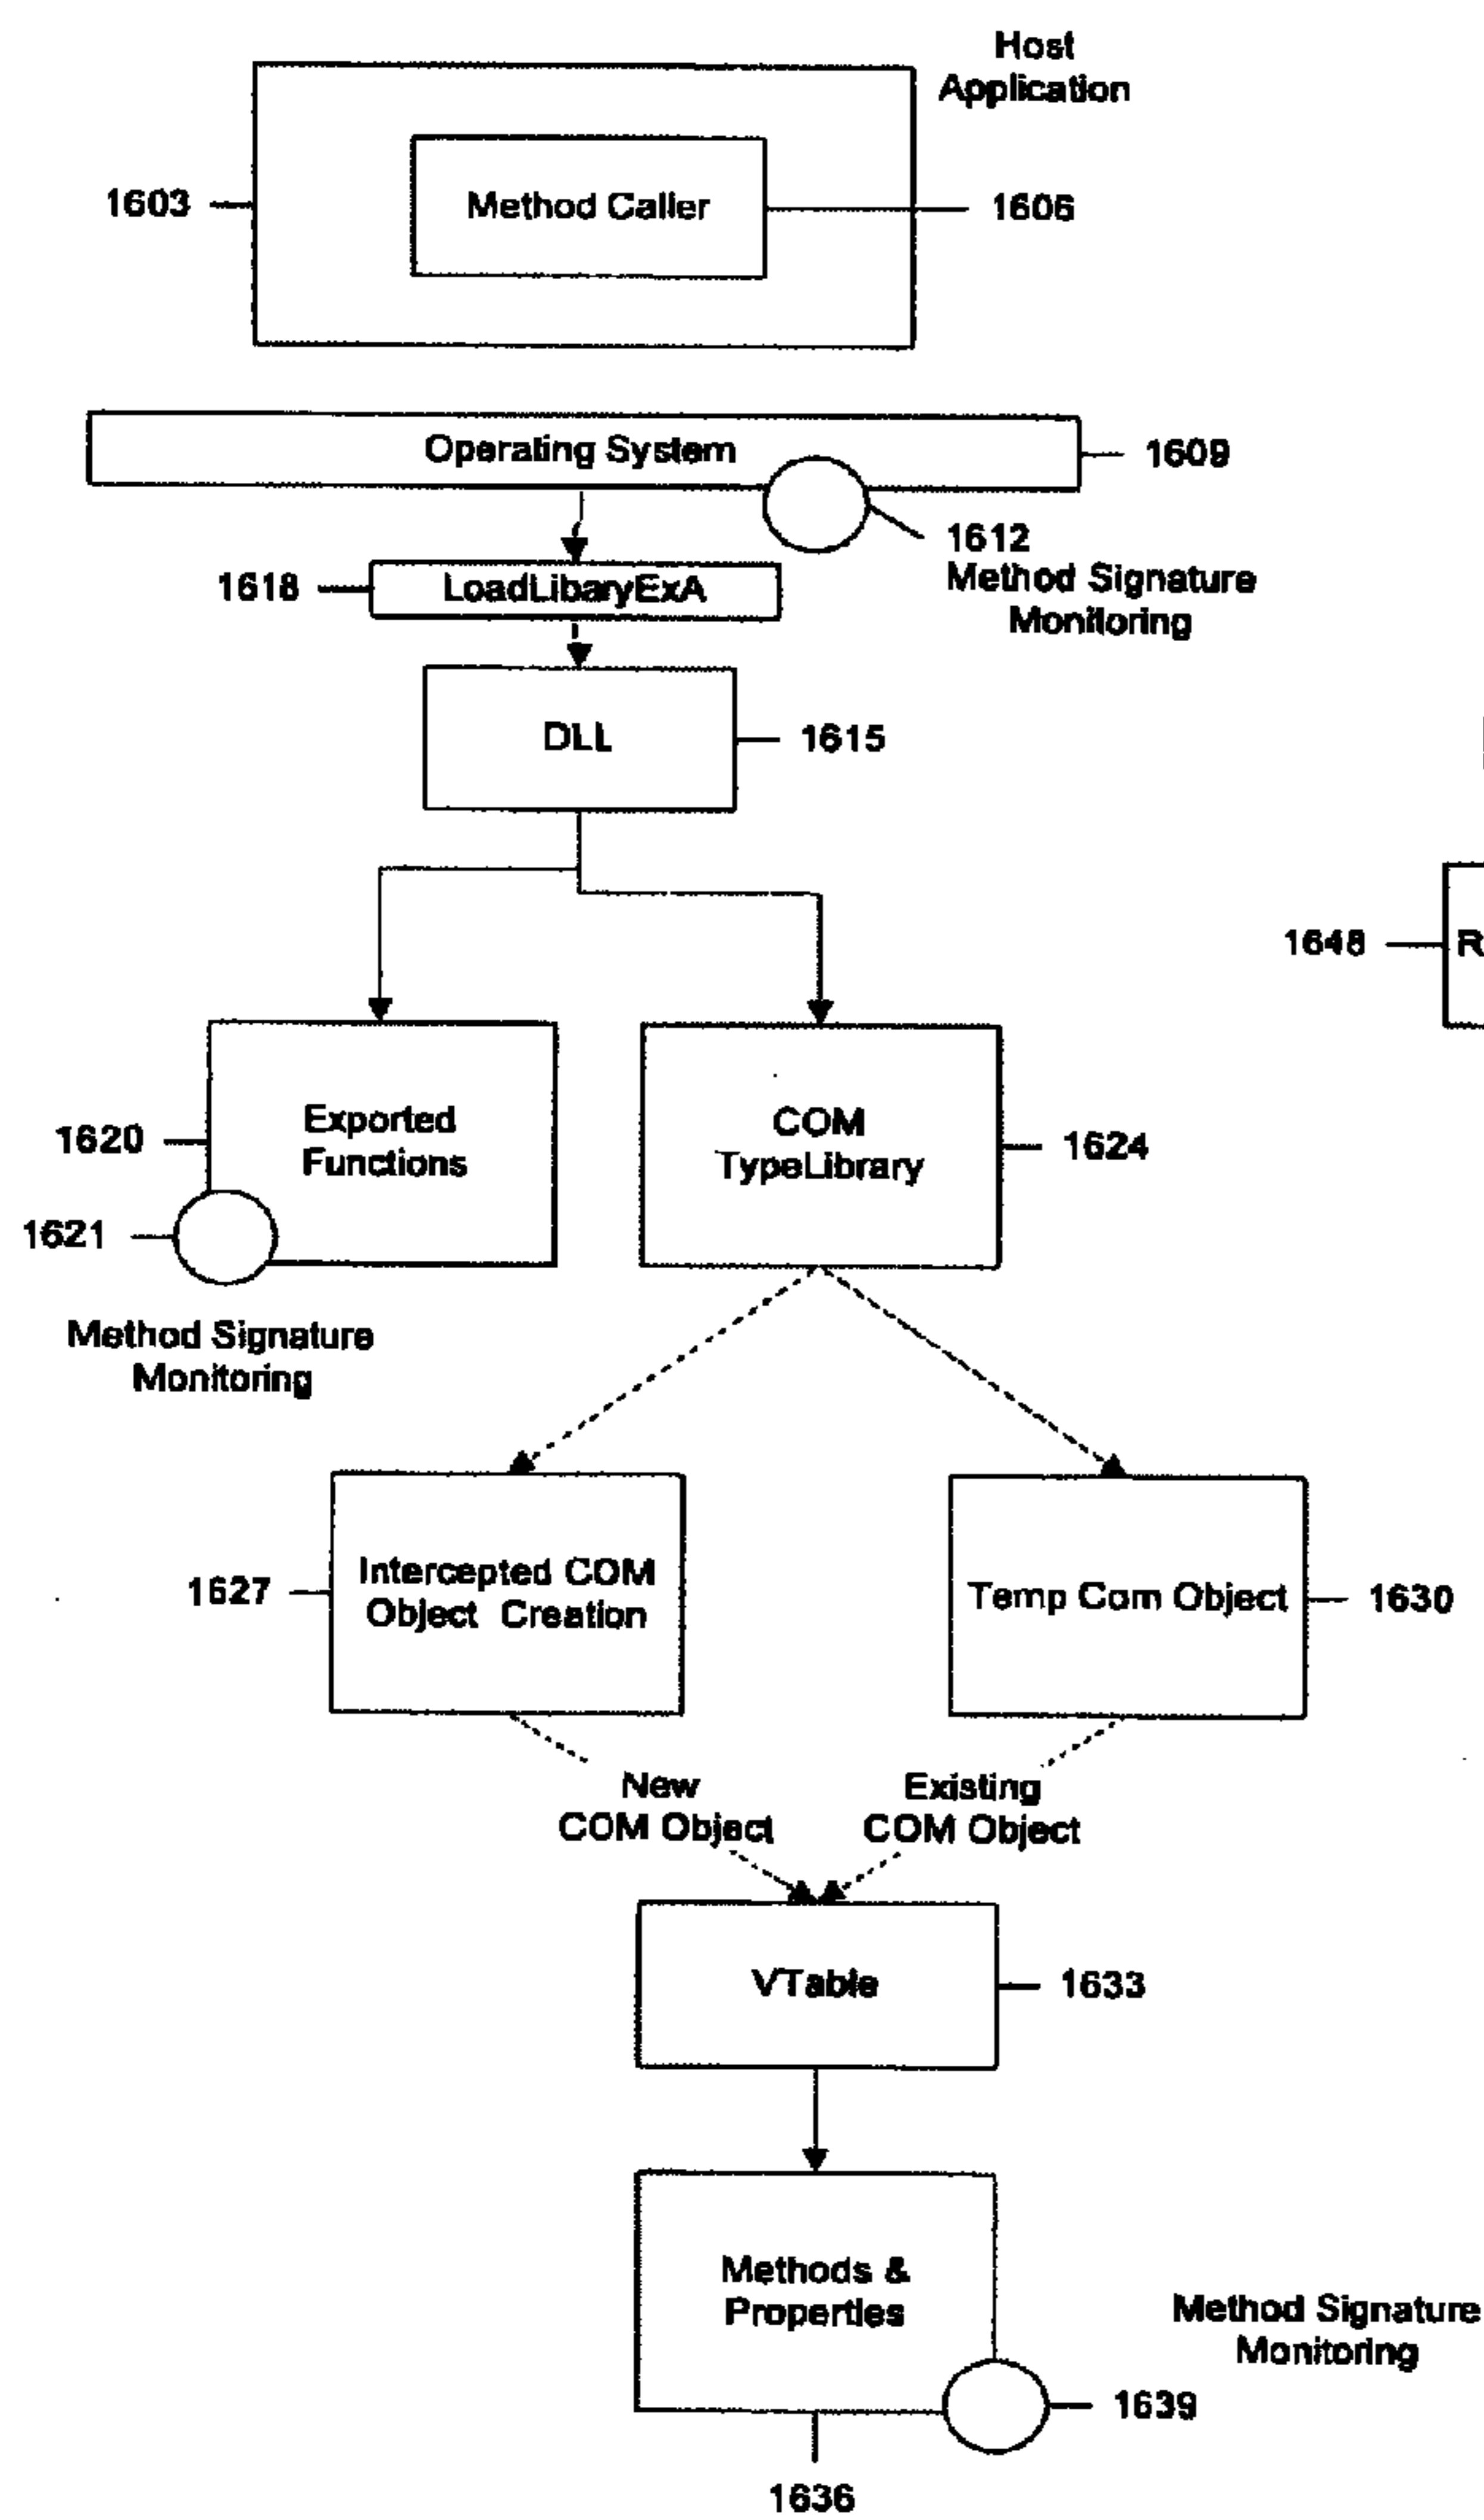 Host
Application
1603
Method Caller
1606
Operating System
1609
1612
Method Signature
Monitoring
1618
LoadLibaryExA
DLL
1615
1648
Exported
Functions
1620
COM
TypeLibrary
1624
1621
Method Signature
Monitoring
1627
Intercepted COM
Object Creation
Temp Com Object
1630
New
COM Object
Existing
COM Object
VTable
1633
Methods &
Properties
Method Signature
Monitoring
1639
1636